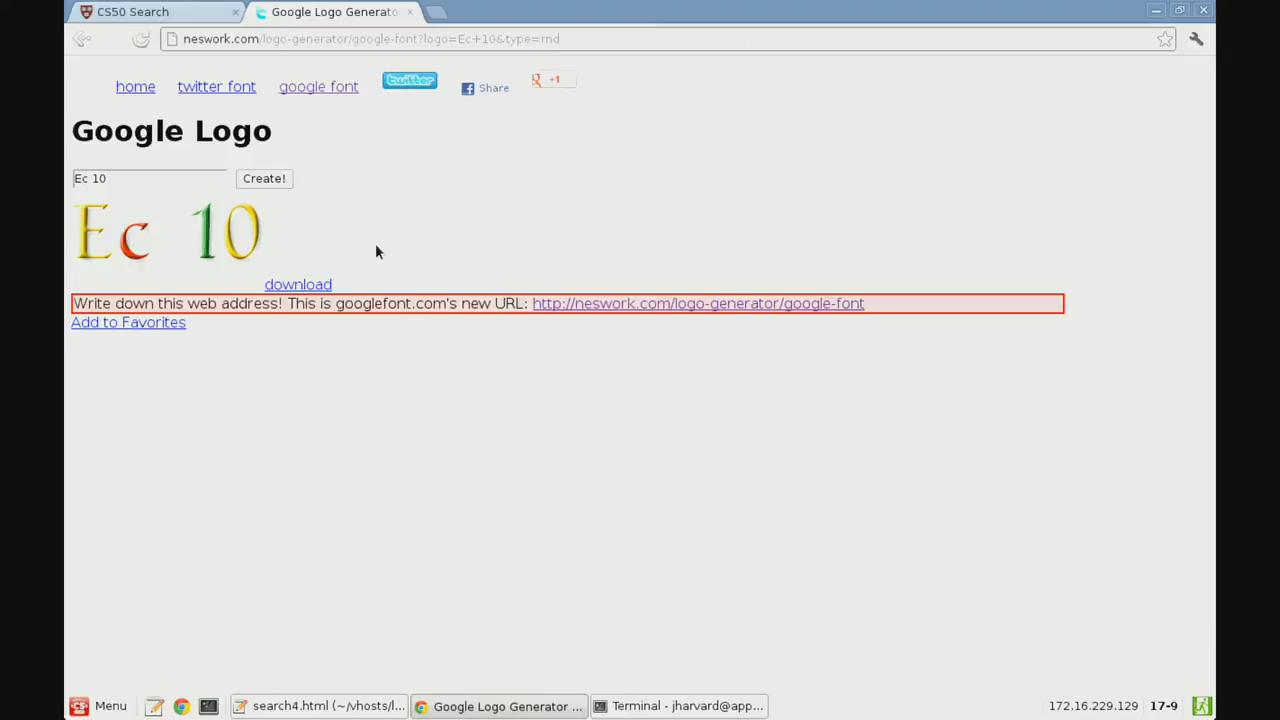 CS50 Search
Google Logo Generato
neswork.com/logo-generator/google-font?logo=Ec+10&type=rnd
home twitter font google font twitter Share +1
Google Logo
Ec 10 Create!
Ec 10
download
Write down this web address! This is googlefont.com's new URL: http://neswork.com/logo-generator/google-font
Add to Favorites
CS Menu search4.html (~/vhosts/l... Google Logo Generator ... Terminal - jharvard@app... 172.16.229.129 17-9